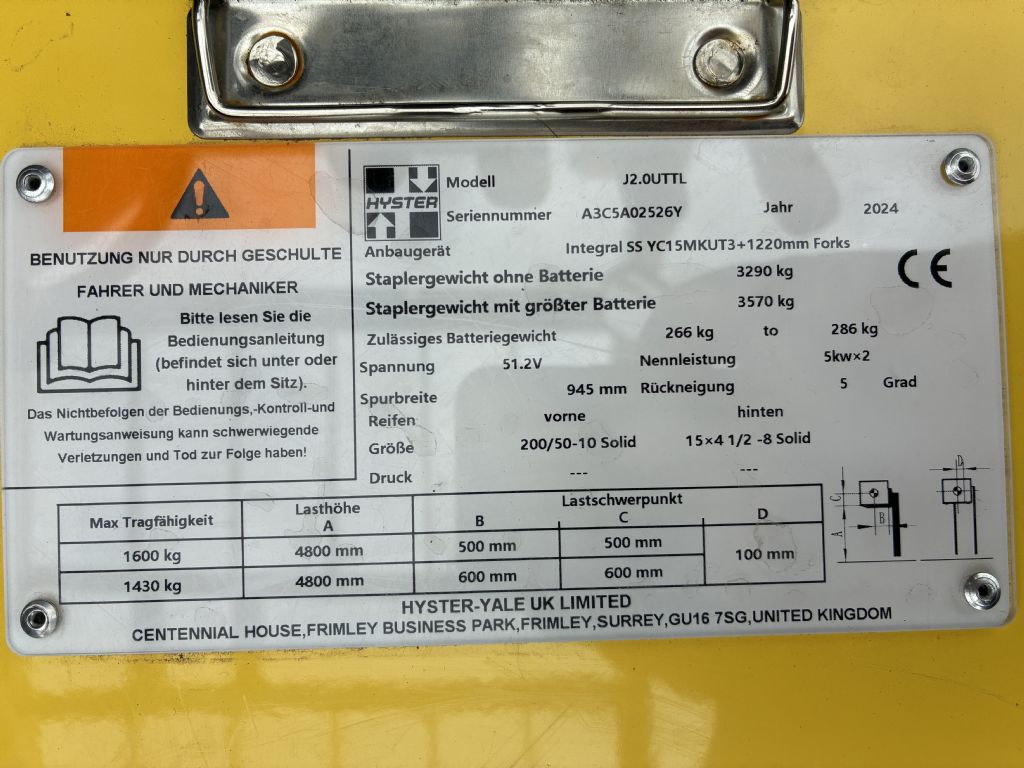 BENUTZUNG NUR DURCH GESCHULTE
FAHRER UND MECHANIKER
Bitte lesen Sie die
Bedienungsanleitung
(befindet sich unter oder
hinter dem Sitz).
Das Nichtbefolgen der Bedienungs,-Kontroll-und
Wartungsanweisung kann schwerwiegende
Verletzungen und Tod zur Folge haben!
HYSTER
Modell J2.0UTTL
Seriennummer A3C5A02526Y Jahr 2024
Anbaugerät Integral SS YC15MKUT3+1220mm Forks
CE
Staplergewicht ohne Batterie 3290 kg
Staplergewicht mit größter Batterie 3570 kg
Zulässiges Batteriegewicht 266 kg to 286 kg
Spannung 51.2V Nennleistung 5kw×2
Spurbreite 945 mm Rückneigung 5 Grad
Reifen vorne hinten
Größe 200/50-10 Solid 15×4 1/2 -8 Solid
Druck --- ---
Max Tragfähigkeit Lasthöhe A Lastschwerpunkt B C D
1600 kg 4800 mm 500 mm 500 mm 100 mm
1430 kg 4800 mm 600 mm 600 mm
C A B D
HYSTER-YALE UK LIMITED
CENTENNIAL HOUSE,FRIMLEY BUSINESS PARK,FRIMLEY,SURREY,GU16 7SG,UNITED KINGDOM